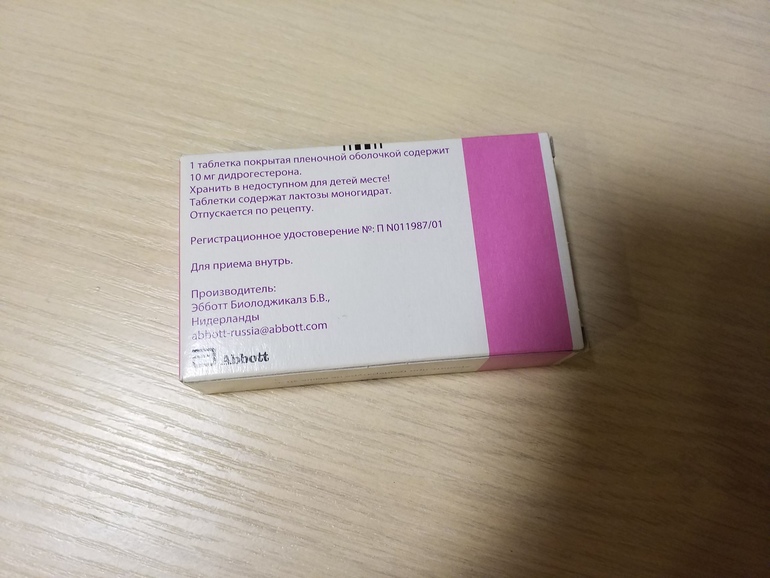 1 таблетка покрытая пленочной оболочкой содержит
10 мг дидрогестерона.
Хранить в недоступном для детей месте!
Таблетки содержат лактозы моногидрат.
Отпускается по рецепту.
Регистрационное удостоверение №: П N011987/01
Для приема внутрь.
Производитель:
Эбботт Биолоджикалз Б.В.,
Нидерланды
abbott-russia@abbott.com
Abbott